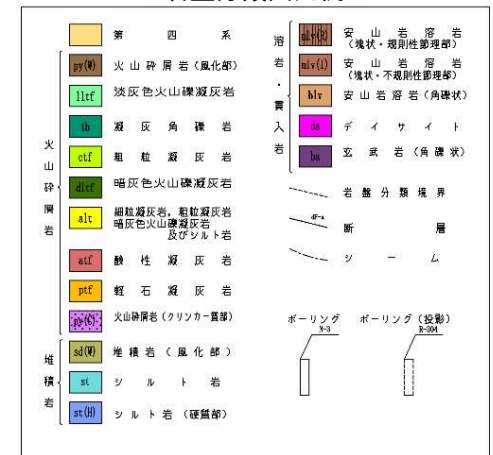 第四系
火山砕屑岩
py(W) 火山砕屑岩(風化部)
lltf 淡灰色火山礫凝灰岩
tb 凝灰角礫岩
ctf 粗粒凝灰岩
dltf 暗灰色火山礫凝灰岩
alt 細粒凝灰岩，粗粒凝灰岩
暗灰色火山礫凝灰岩
及びシルト岩
atf 酸性凝灰岩
ptf 軽石凝灰岩
py(C) 火山砕屑岩(クリンカー質部)
堆積岩
sd(W) 堆積岩(風化部)
st シルト岩
st(H) シルト岩(硬質部)
溶岩・貫入岩
安山岩溶岩
(塊状・規則性節理部)
mlv(i) 安山岩溶岩
(塊状・不規則性節理部)
blv 安山岩溶岩(角礫状)
da デイサイト
ba 玄武岩(角礫状)
岩盤分類境界
断層
シーム
ボーリング
N-3
ボーリング(投影)
R-304